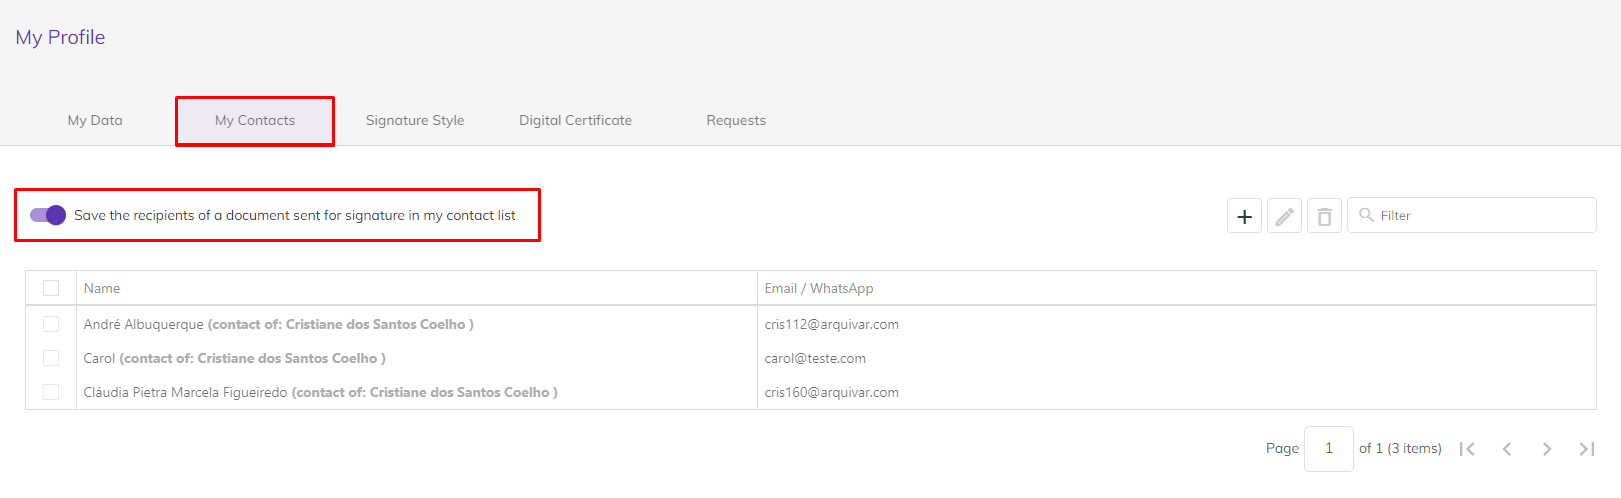 My Profile
My Data My Contacts Signature Style Digital Certificate Requests
Save the recipients of a document sent for signature in my contact list
Filter
Name Email / WhatsApp
André Albuquerque (contact of: Cristiane dos Santos Coelho ) cris112@arquivar.com
Carol (contact of: Cristiane dos Santos Coelho ) carol@teste.com
Cláudia Pietra Marcela Figueiredo (contact of: Cristiane dos Santos Coelho ) cris160@arquivar.com
Page 1 of 1 (3 items)